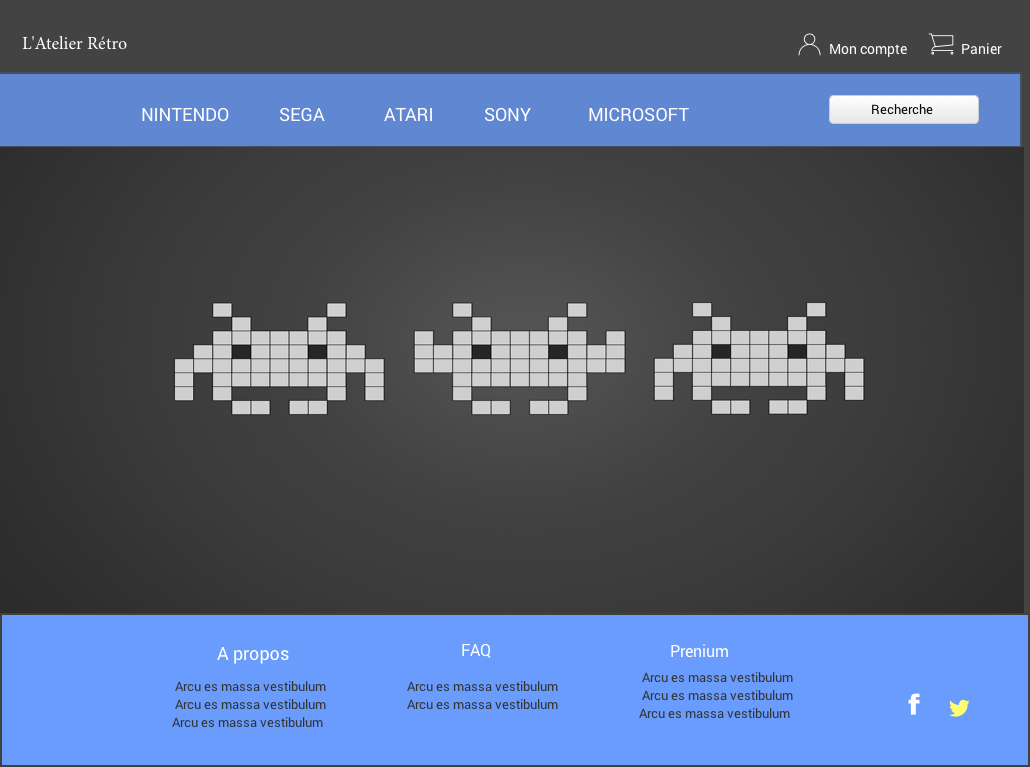 L'Atelier Rétro
Mon compte
Panier
NINTENDO
SEGA
ATARI
SONY
MICROSOFT
Recherche
A propos
Arcu es massa vestibulum
Arcu es massa vestibulum
Arcu es massa vestibulum
FAQ
Arcu es massa vestibulum
Arcu es massa vestibulum
Prenium
Arcu es massa vestibulum
Arcu es massa vestibulum
Arcu es massa vestibulum